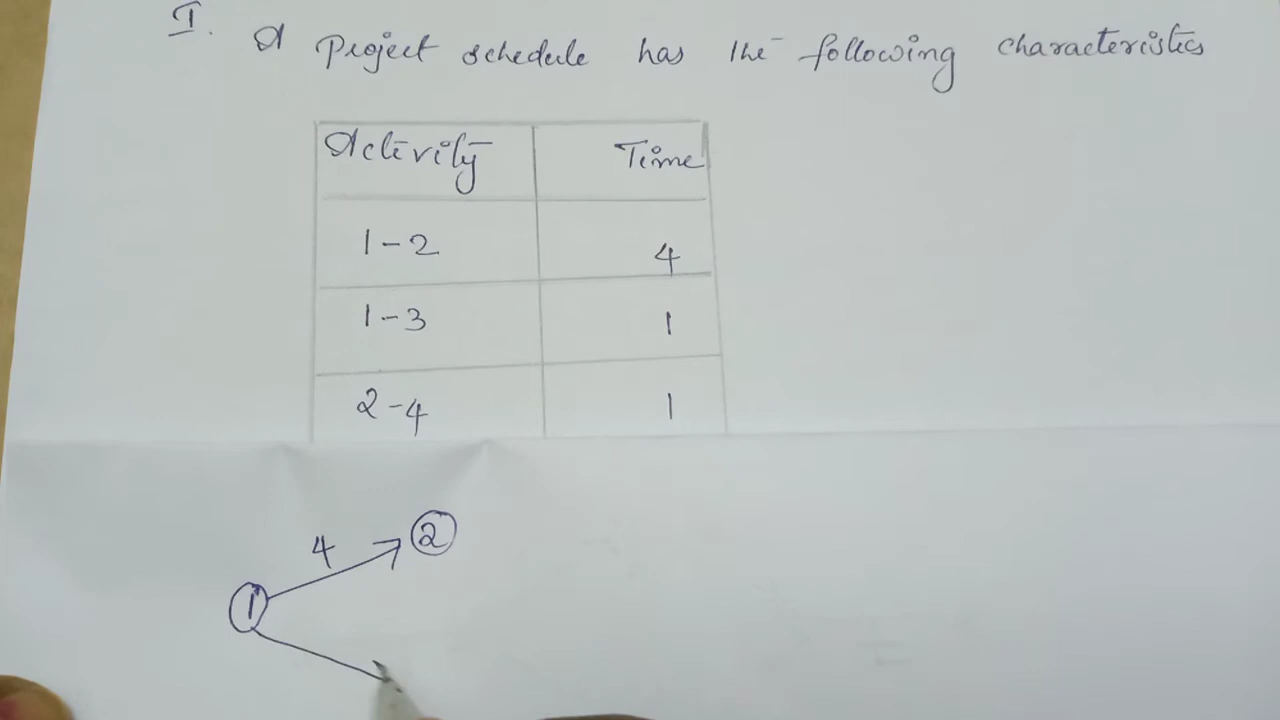 I. A Project schedule has the following characteristics
Activity Time
1-2 4
1-3 1
2-4 1
4 2
1